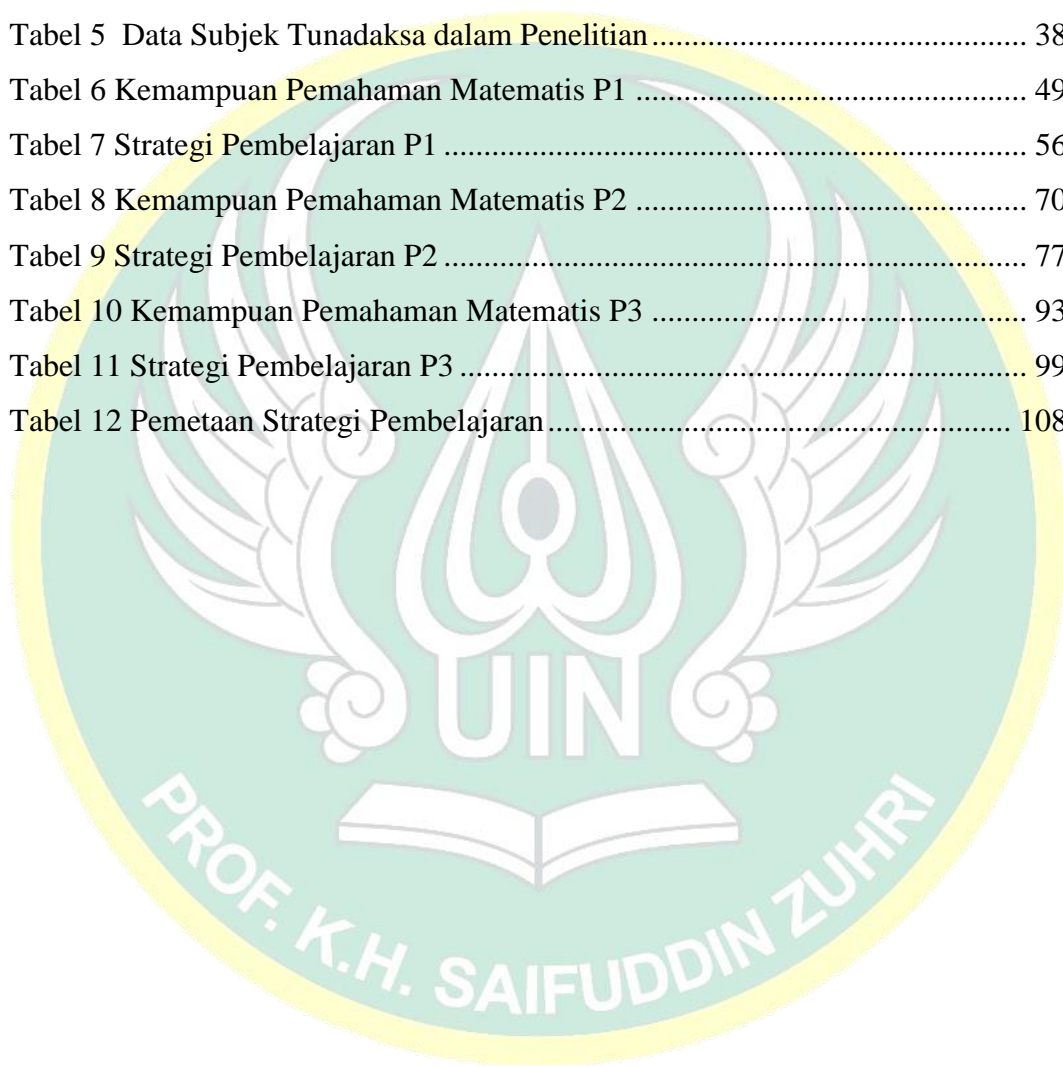 Tabel 5  Data Subjek Tunadaksa dalam Penelitian ........................................ 38
Tabel 6 Kemampuan Pemahaman Matematis P1 .......................................... 49
Tabel 7 Strategi Pembelajaran P1 ................................................................ 56
Tabel 8 Kemampuan Pemahaman Matematis P2 .......................................... 70
Tabel 9 Strategi Pembelajaran P2 ................................................................ 77
Tabel 10 Kemampuan Pemahaman Matematis P3 ........................................ 93
Tabel 11 Strategi Pembelajaran P3 .............................................................. 99
Tabel 12 Pemetaan Strategi Pembelajaran .................................................... 108
UIN
PROF. K.H. SAIFUDDIN ZUHRI